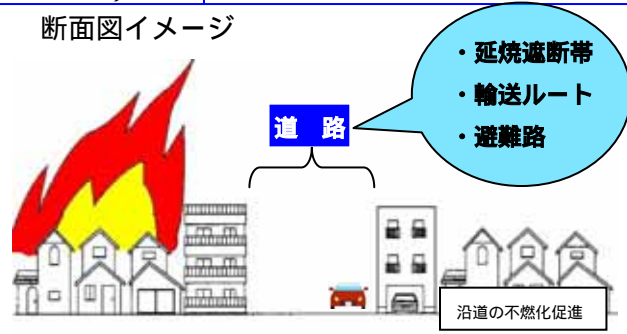 断面図イメージ
・延焼遮断帯
・輸送ルート
・避難路
道 路
沿道の不燃化促進